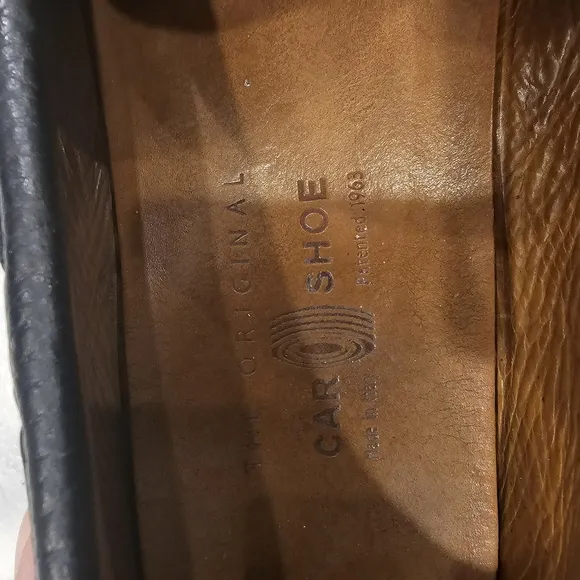 THE ORIGINAL
CAR SHOE
Made in Italy Patented.1963